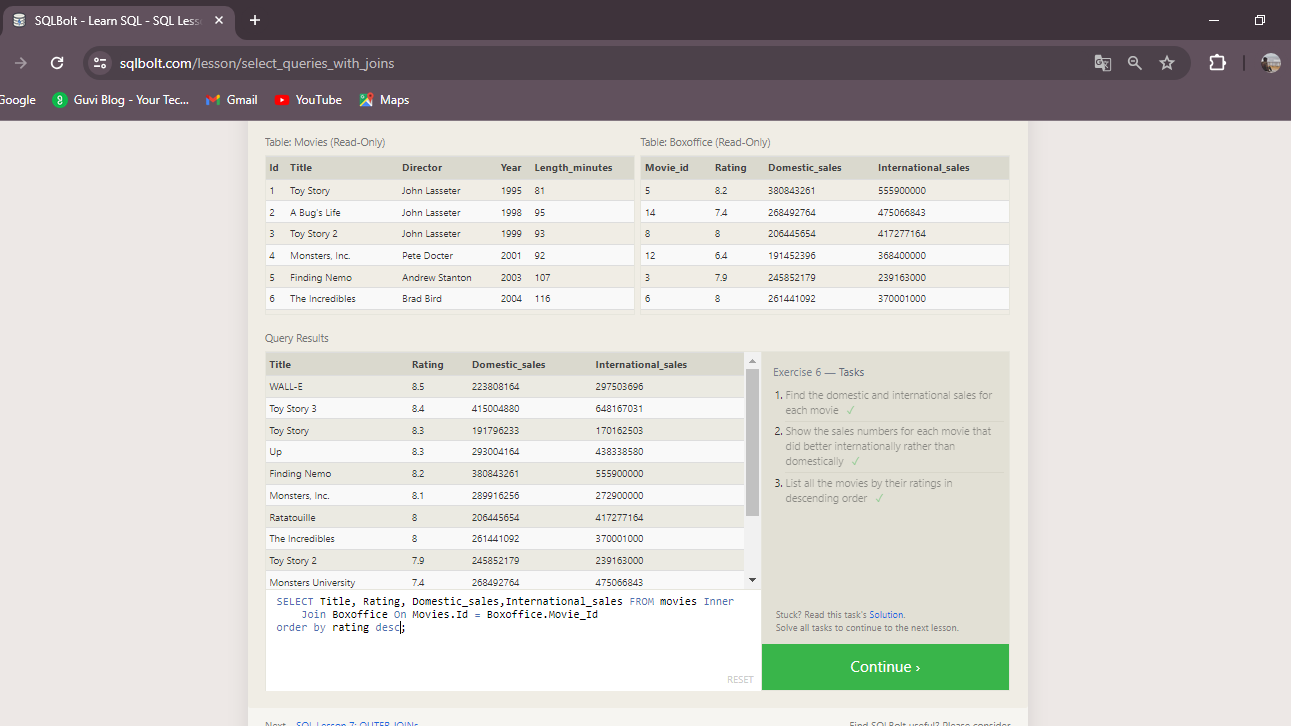 SQLBolt - Learn SQL - SQL Less
sqlbolt.com/lesson/select_queries_with_joins
Google Guvi Blog - Your Tec... Gmail YouTube Maps
Table: Movies (Read-Only)
Id Title Director Year Length_minutes
1 Toy Story John Lasseter 1995 81
2 A Bug's Life John Lasseter 1998 95
3 Toy Story 2 John Lasseter 1999 93
4 Monsters, Inc. Pete Docter 2001 92
5 Finding Nemo Andrew Stanton 2003 107
6 The Incredibles Brad Bird 2004 116
Table: Boxoffice (Read-Only)
Movie_id Rating Domestic_sales International_sales
5 8.2 380843261 555900000
14 7.4 268492764 475066843
8 8 206445654 417277164
12 6.4 191452396 368400000
3 7.9 245852179 239163000
6 8 261441092 370001000
Query Results
Title Rating Domestic_sales International_sales
WALL-E 8.5 223808164 297503696
Toy Story 3 8.4 415004880 648167031
Toy Story 8.3 191796233 170162503
Up 8.3 293004164 438338580
Finding Nemo 8.2 380843261 555900000
Monsters, Inc. 8.1 289916256 272900000
Ratatouille 8 206445654 417277164
The Incredibles 8 261441092 370001000
Toy Story 2 7.9 245852179 239163000
Monsters University 7.4 268492764 475066843
SELECT Title, Rating, Domestic_sales,International_sales FROM movies Inner
Join Boxoffice On Movies.Id = Boxoffice.Movie_Id
order by rating desc;
RESET
Exercise 6 — Tasks
1. Find the domestic and international sales for
each movie ✓
2. Show the sales numbers for each movie that
did better internationally rather than
domestically ✓
3. List all the movies by their ratings in
descending order ✓
Stuck? Read this task's Solution.
Solve all tasks to continue to the next lesson.
Continue ›
Next – SQL Lesson 7: OUTER JOINs
Find SQLBolt useful? Please consider